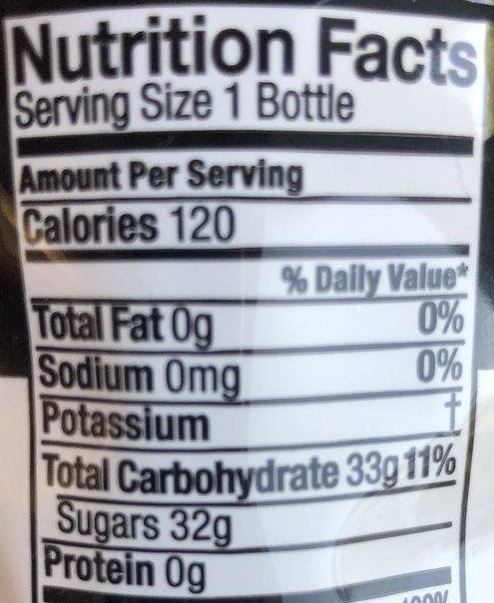 Nutrition Facts
Serving Size 1 Bottle
Amount Per Serving
Calories 120
% Daily Value*
Total Fat 0g 0%
Sodium 0mg 0%
Potassium †
Total Carbohydrate 33g 11%
Sugars 32g
Protein 0g